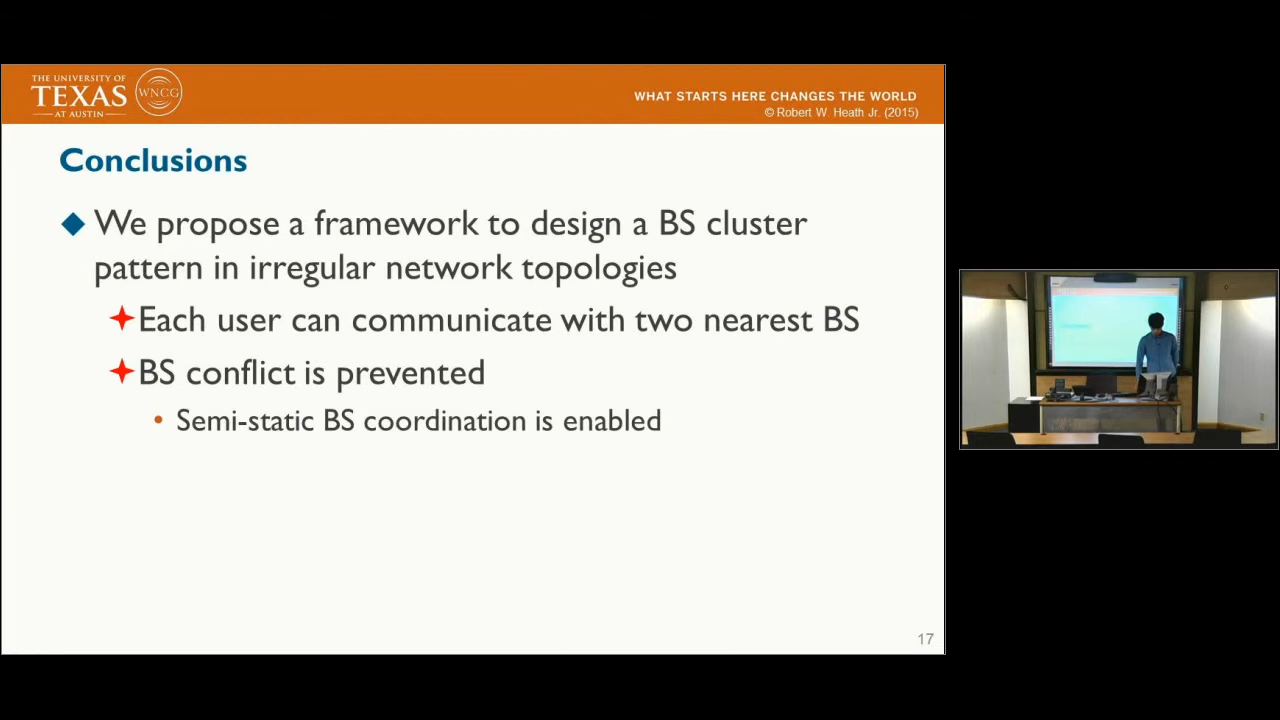 THE UNIVERSITY OF
TEXAS
AT AUSTIN
WNCG
WHAT STARTS HERE CHANGES THE WORLD
© Robert W. Heath Jr. (2015)
Conclusions
We propose a framework to design a BS cluster
pattern in irregular network topologies
Each user can communicate with two nearest BS
BS conflict is prevented
• Semi-static BS coordination is enabled
17